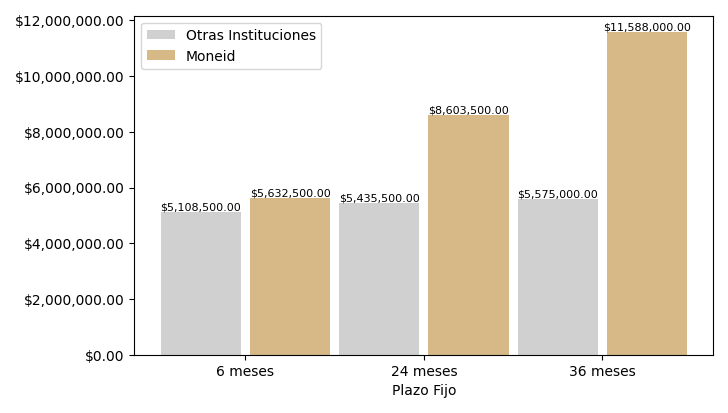 $12,000,000.00
$10,000,000.00
$8,000,000.00
$6,000,000.00
$4,000,000.00
$2,000,000.00
$0.00
Otras Instituciones
Moneid
$5,108,500.00
$5,632,500.00
$5,435,500.00
$8,603,500.00
$5,575,000.00
$11,588,000.00
6 meses
24 meses
36 meses
Plazo Fijo